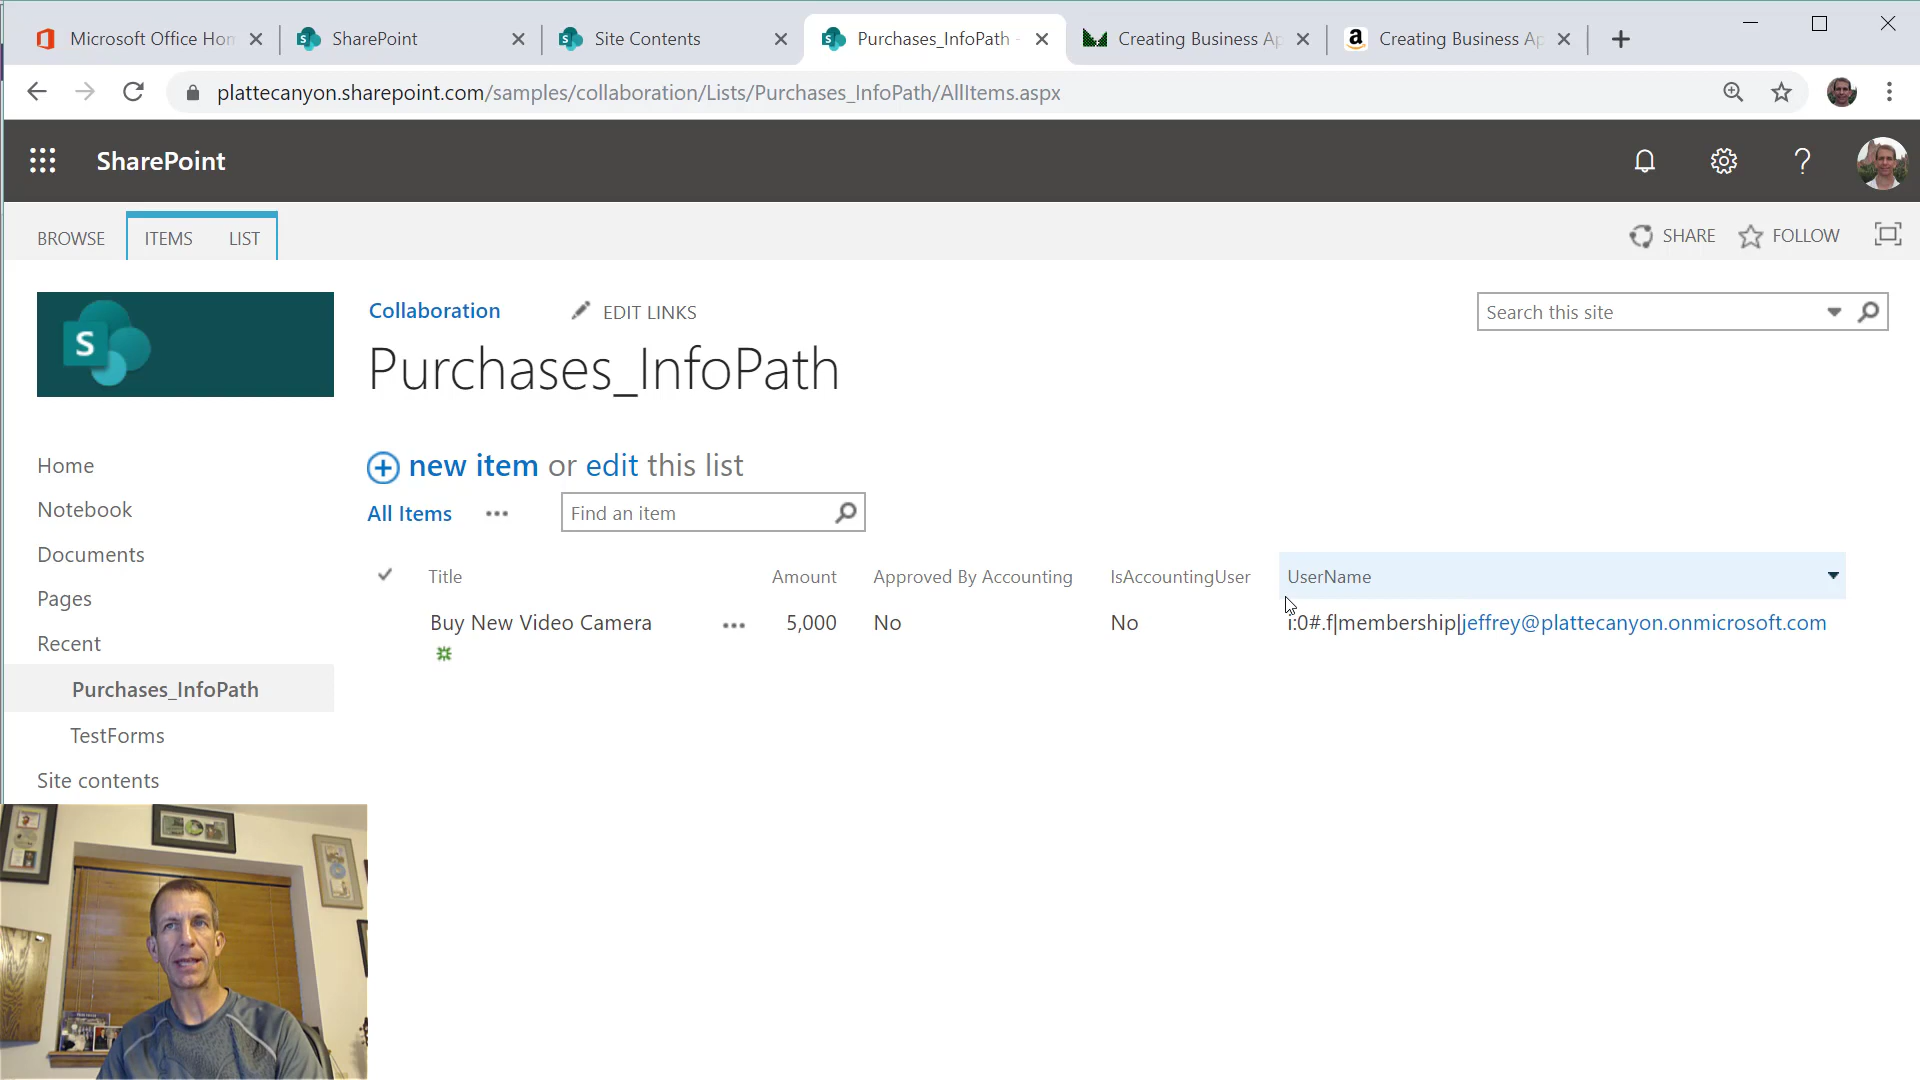 Microsoft Office Hom
SharePoint
Site Contents
Purchases_InfoPath -
Creating Business Ap
Creating Business Ap
plattecanyon.sharepoint.com/samples/collaboration/Lists/Purchases_InfoPath/AllItems.aspx
SharePoint
BROWSE
ITEMS
LIST
SHARE
FOLLOW
S
Collaboration
EDIT LINKS
Search this site
Purchases_InfoPath
Home
Notebook
Documents
Pages
Recent
Purchases_InfoPath
TestForms
Site contents
new item or edit this list
All Items
Find an item
Title
Amount
Approved By Accounting
IsAccountingUser
UserName
Buy New Video Camera
5,000
No
No
i:0#.f|membership|jeffrey@plattecanyon.onmicrosoft.com